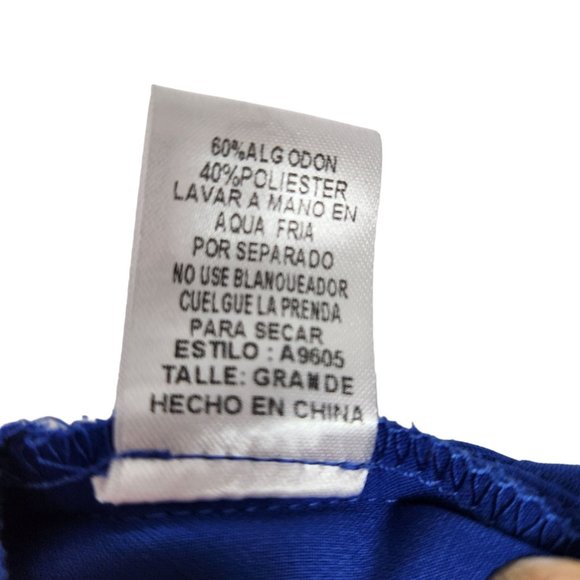 60%ALGODON
40%POLIESTER
LAVAR A MANO EN
AQUA FRIA
POR SEPARADO
NO USE BLANQUEADOR
CUELGUE LA PRENDA
PARA SECAR
ESTILO : A9605
TALLE: GRANDE
HECHO EN CHINA